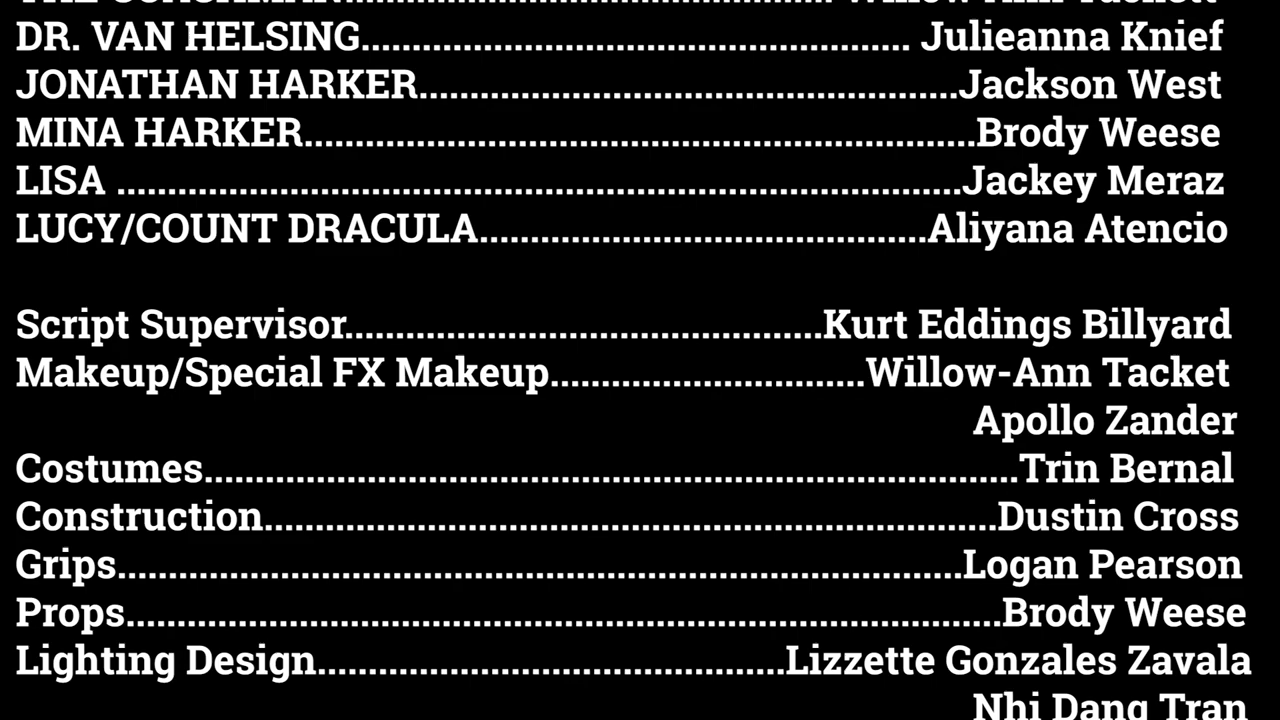 DR. VAN HELSING...................................................... Julieanna Knief
JONATHAN HARKER.....................................................Jackson West
MINA HARKER..................................................................Brody Weese
LISA ...................................................................................Jackey Meraz
LUCY/COUNT DRACULA............................................Aliyana Atencio
Script Supervisor...............................................Kurt Eddings Billyard
Makeup/Special FX Makeup...............................Willow-Ann Tacket
Apollo Zander
Costumes................................................................................Trin Bernal
Construction........................................................................Dustin Cross
Grips...................................................................................Logan Pearson
Props......................................................................................Brody Weese
Lighting Design..............................................Lizzette Gonzales Zavala
Nhi Dang Tran